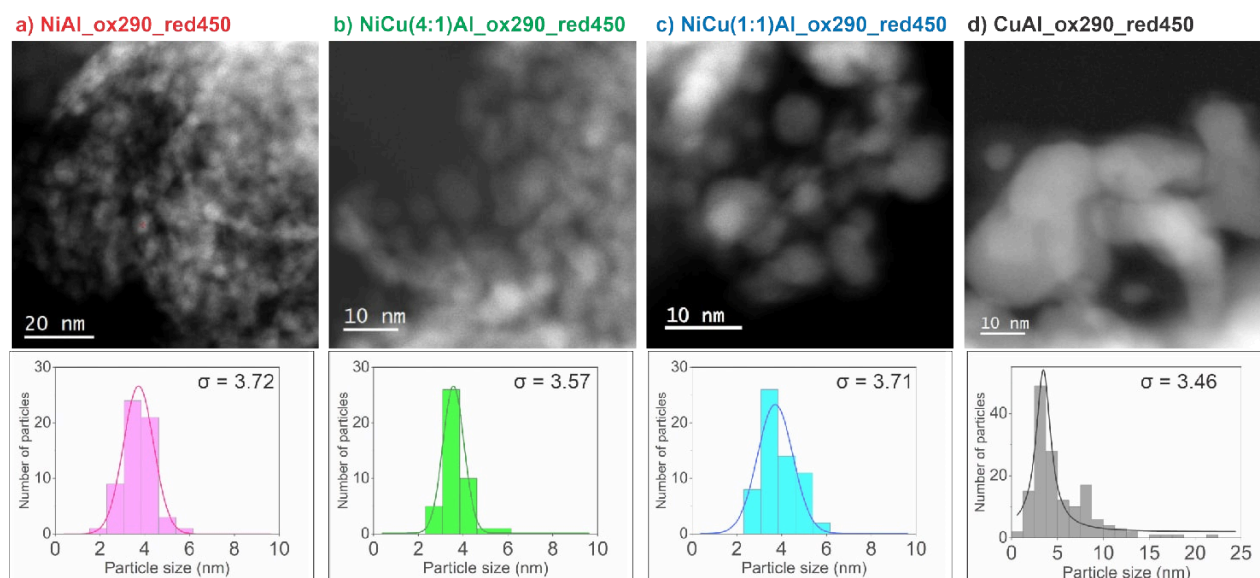 a) NiAl_ox290_red450
b) NiCu(4:1)Al_ox290_red450
c) NiCu(1:1)Al_ox290_red450
d) CuAl_ox290_red450
20 nm
10 nm
10 nm
10 nm
σ = 3.72
Number of particles
30
20
10
0
0 2 4 6 8 10
Particle size (nm)
σ = 3.57
Number of particles
30
20
10
0
0 2 4 6 8 10
Particle size (nm)
σ = 3.71
Number of particles
30
20
10
0
0 2 4 6 8 10
Particle size (nm)
σ = 3.46
Number of particles
40
20
0
0 5 10 15 20 25
Particle size (nm)